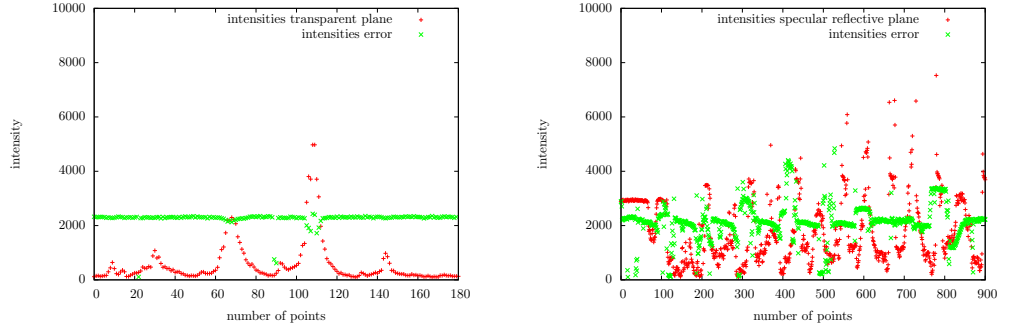 intensities transparent plane
intensities error
10000
8000
6000
4000
2000
0
intensity
0 20 40 60 80 100 120 140 160 180
number of points
intensities specular reflective plane
intensities error
10000
8000
6000
4000
2000
0
intensity
0 100 200 300 400 500 600 700 800 900
number of points